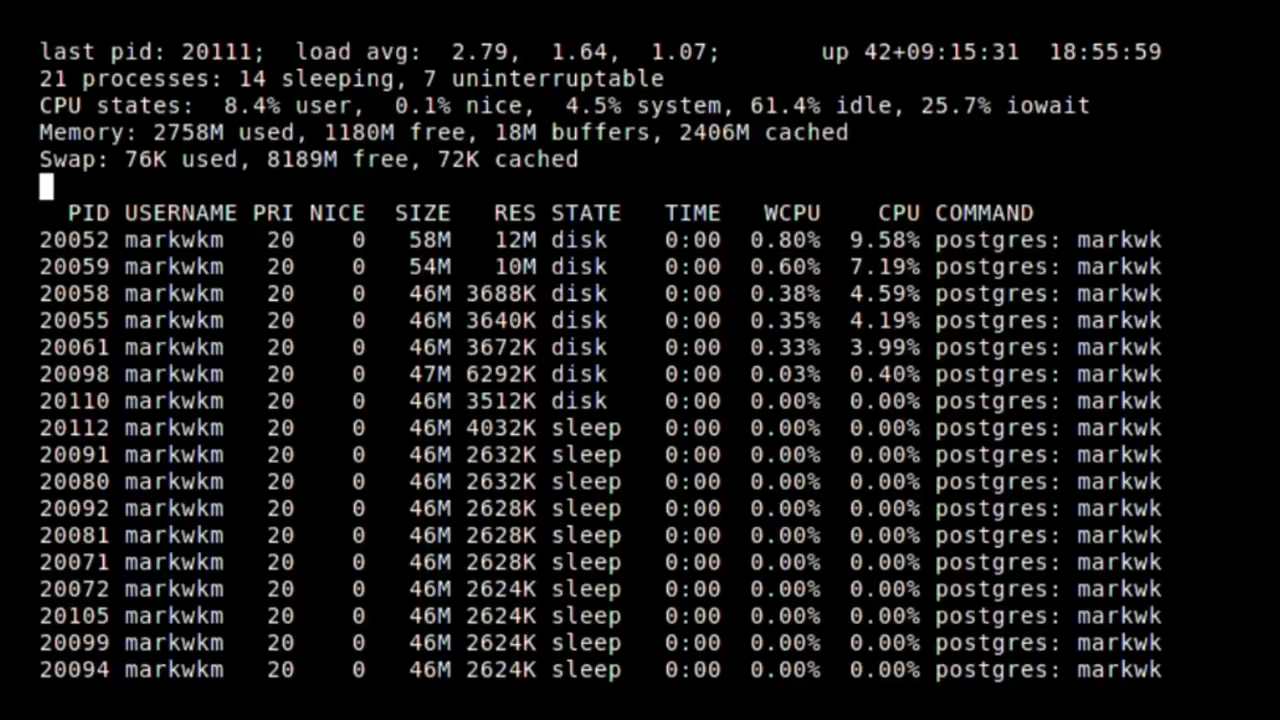 last pid: 20111;  load avg:  2.79,  1.64,  1.07;       up 42+09:15:31  18:55:59
21 processes: 14 sleeping, 7 uninterruptable
CPU states:  8.4% user,  0.1% nice,  4.5% system, 61.4% idle, 25.7% iowait
Memory: 2758M used, 1180M free, 18M buffers, 2406M cached
Swap: 76K used, 8189M free, 72K cached
  PID USERNAME PRI NICE  SIZE   RES STATE   TIME   WCPU    CPU COMMAND
20052 markwkm   20    0   58M   12M disk    0:00  0.80%  9.58% postgres: markwk
20059 markwkm   20    0   54M   10M disk    0:00  0.60%  7.19% postgres: markwk
20058 markwkm   20    0   46M 3688K disk    0:00  0.38%  4.59% postgres: markwk
20055 markwkm   20    0   46M 3640K disk    0:00  0.35%  4.19% postgres: markwk
20061 markwkm   20    0   46M 3672K disk    0:00  0.33%  3.99% postgres: markwk
20098 markwkm   20    0   47M 6292K disk    0:00  0.03%  0.40% postgres: markwk
20110 markwkm   20    0   46M 3512K disk    0:00  0.00%  0.00% postgres: markwk
20112 markwkm   20    0   46M 4032K sleep   0:00  0.00%  0.00% postgres: markwk
20091 markwkm   20    0   46M 2632K sleep   0:00  0.00%  0.00% postgres: markwk
20080 markwkm   20    0   46M 2632K sleep   0:00  0.00%  0.00% postgres: markwk
20092 markwkm   20    0   46M 2628K sleep   0:00  0.00%  0.00% postgres: markwk
20081 markwkm   20    0   46M 2628K sleep   0:00  0.00%  0.00% postgres: markwk
20071 markwkm   20    0   46M 2628K sleep   0:00  0.00%  0.00% postgres: markwk
20072 markwkm   20    0   46M 2624K sleep   0:00  0.00%  0.00% postgres: markwk
20105 markwkm   20    0   46M 2624K sleep   0:00  0.00%  0.00% postgres: markwk
20099 markwkm   20    0   46M 2624K sleep   0:00  0.00%  0.00% postgres: markwk
20094 markwkm   20    0   46M 2624K sleep   0:00  0.00%  0.00% postgres: markwk